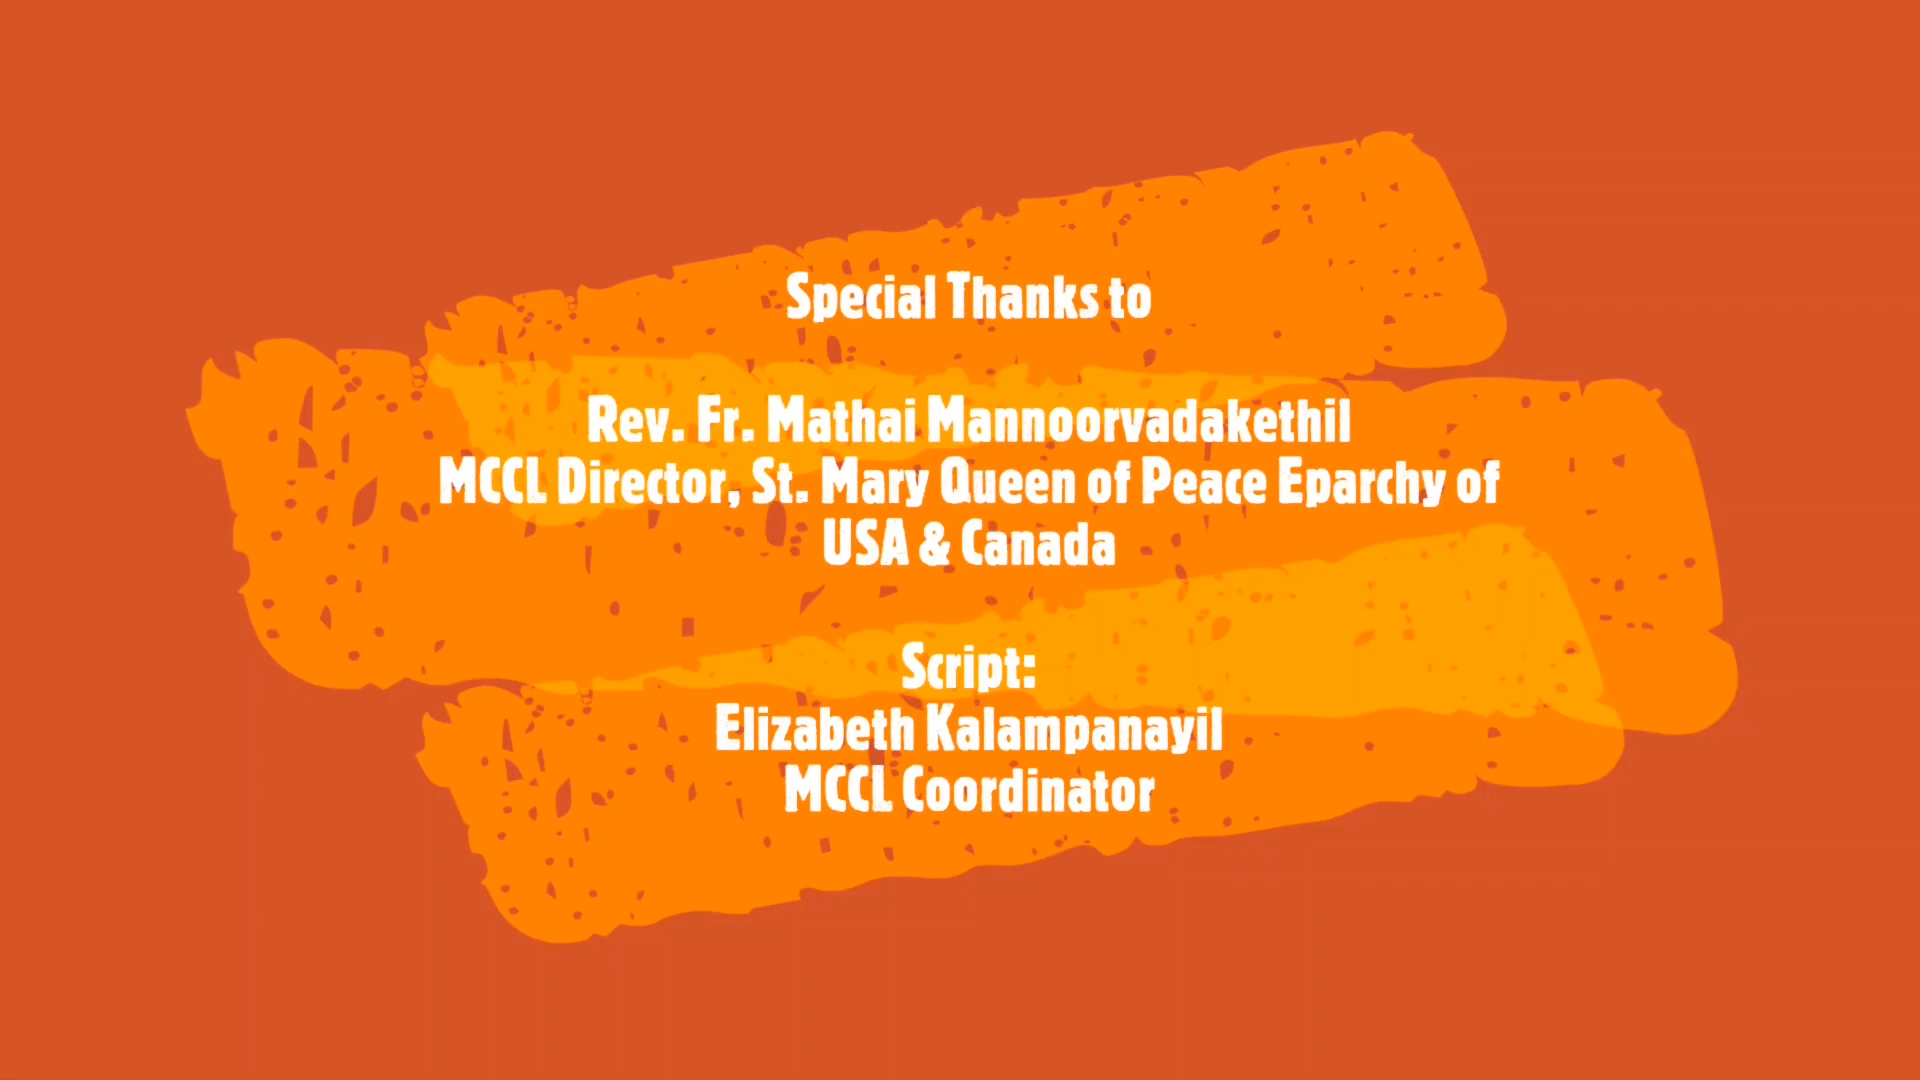 Special Thanks to
Rev. Fr. Mathai Mannoorvadakethil
MCCL Director, St. Mary Queen of Peace Eparchy of
USA & Canada
Script:
Elizabeth Kalampanayil
MCCL Coordinator